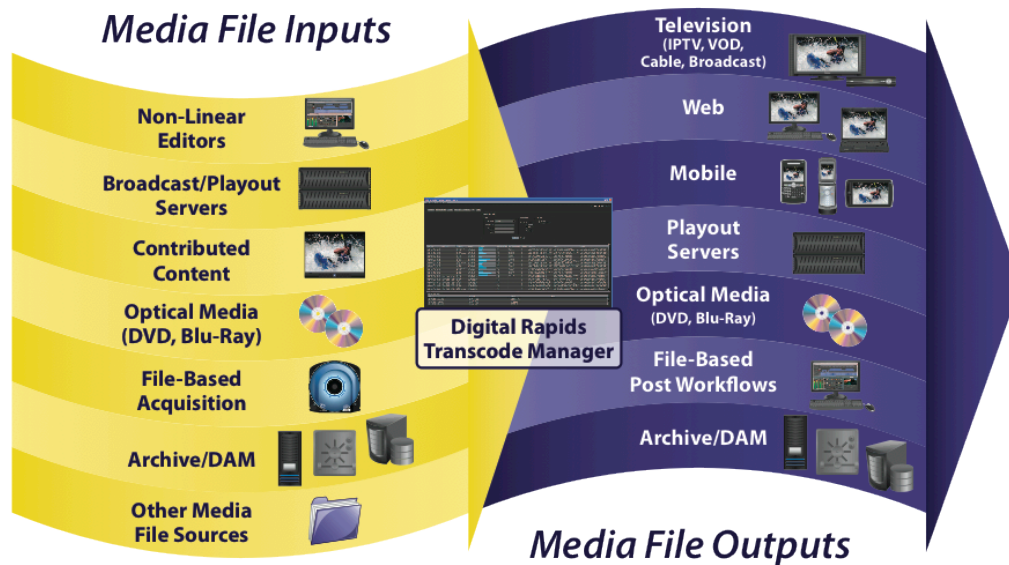 Media File Inputs
Non-Linear
Editors
Broadcast/Playout
Servers
Contributed
Content
Optical Media
(DVD, Blu-Ray)
File-Based
Acquisition
Archive/DAM
Other Media
File Sources
Digital Rapids
Transcode Manager
Television
(IPTV, VOD,
Cable, Broadcast)
Web
Mobile
Playout
Servers
Optical Media
(DVD, Blu-Ray)
File-Based
Post Workflows
Archive/DAM
Media File Outputs